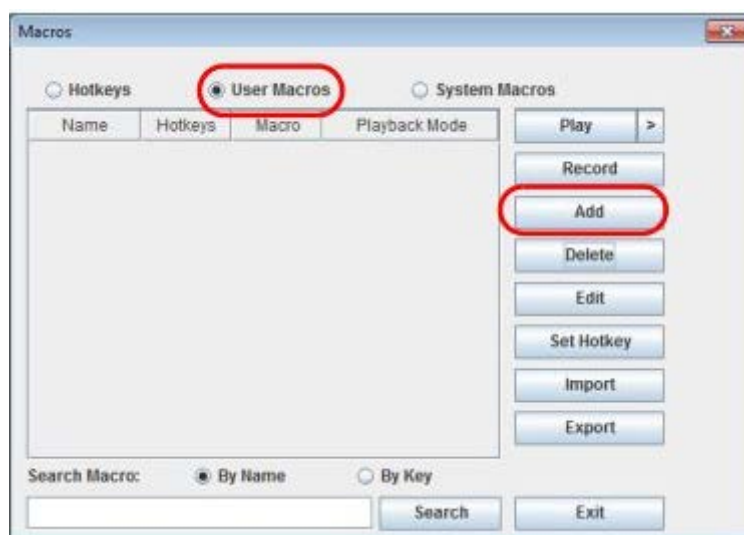 Macros
Hotkeys User Macros System Macros
Name Hotkeys Macro Playback Mode Play >
Record
Add
Delete
Edit
Set Hotkey
Import
Export
Search Macro: By Name By Key
Search Exit